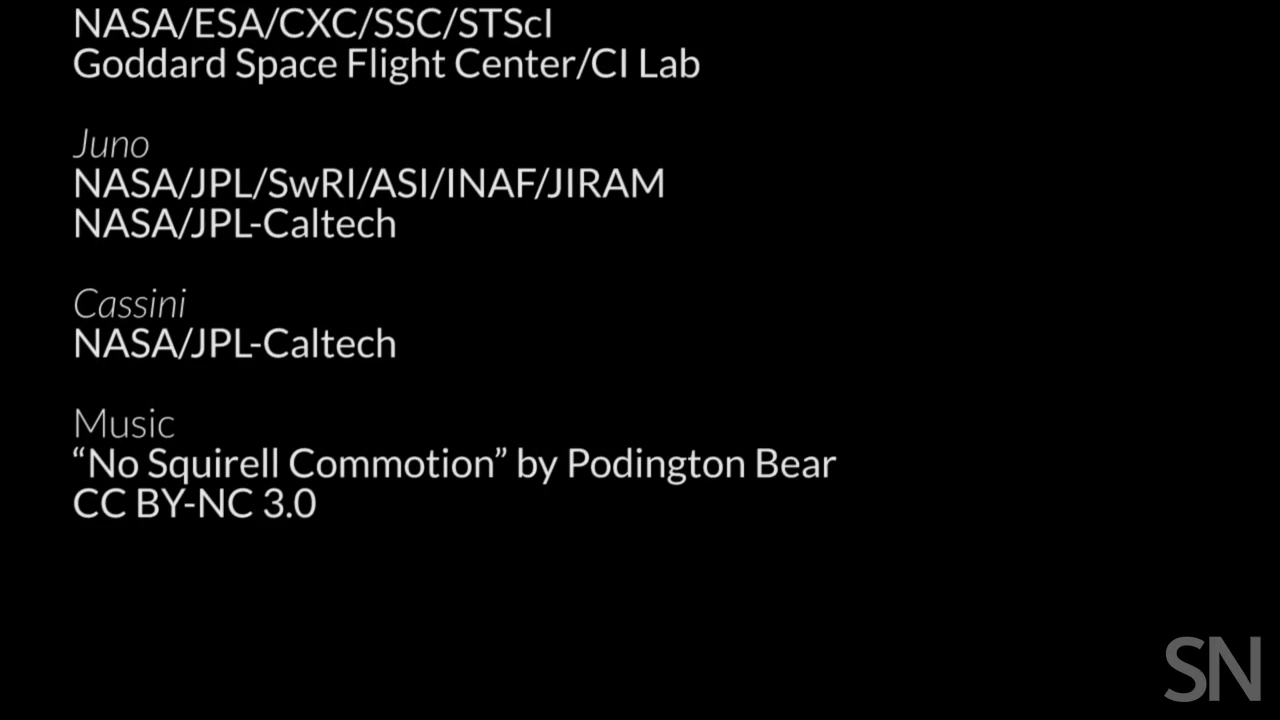 NASA/ESA/CXC/SSC/STScI
Goddard Space Flight Center/CI Lab
Juno
NASA/JPL/SwRI/ASI/INAF/JIRAM
NASA/JPL-Caltech
Cassini
NASA/JPL-Caltech
Music
“No Squirell Commotion” by Podington Bear
CC BY-NC 3.0
SN